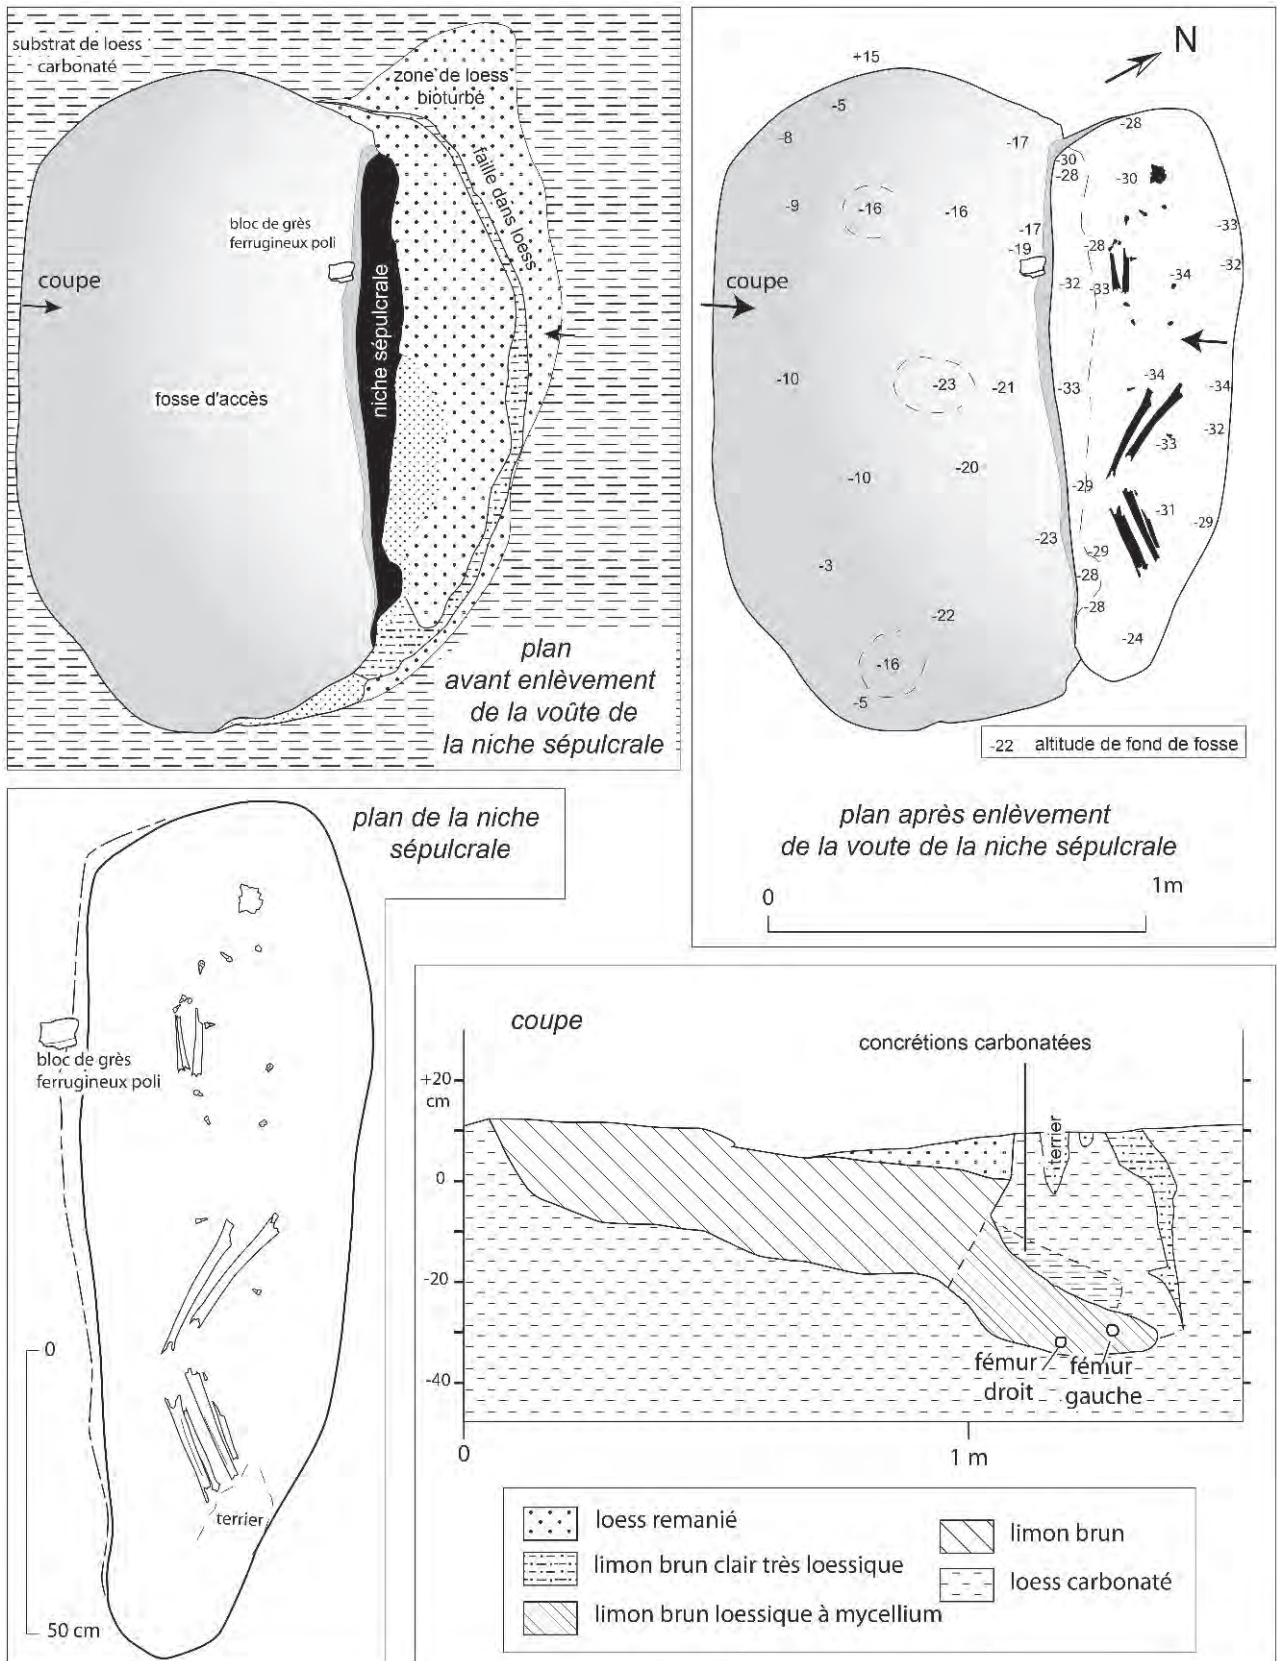 substrat de loess
carbonaté
zone de loess
bioturbé
faille dans loess
bloc de grès
ferrugineux poli
coupe
niche sépulcrale
fosse d'accès
plan
avant enlèvement
de la voûte de
la niche sépulcrale
N
+15
-5
-28
-8
-17
-30
-28
-30
-9
-16
-16
-17
-33
-19
-28
-32
coupe
-32
-33
-34
-10
-23
-21
-33
-34
-34
-32
-33
-20
-10
-29
-31
-29
-23
-29
-3
-28
-28
-22
-24
-16
-5
-22 altitude de fond de fosse
plan après enlèvement
de la voute de la niche sépulcrale
0
1m
plan de la niche
sépulcrale
bloc de grès
ferrugineux poli
0
terrier
50 cm
coupe
concrétions carbonatées
+20
cm
terrier
0
-20
fémur
droit
fémur
gauche
-40
0
1 m
loess remanié
limon brun clair très loessique
limon brun loessique à mycellium
limon brun
loess carbonaté